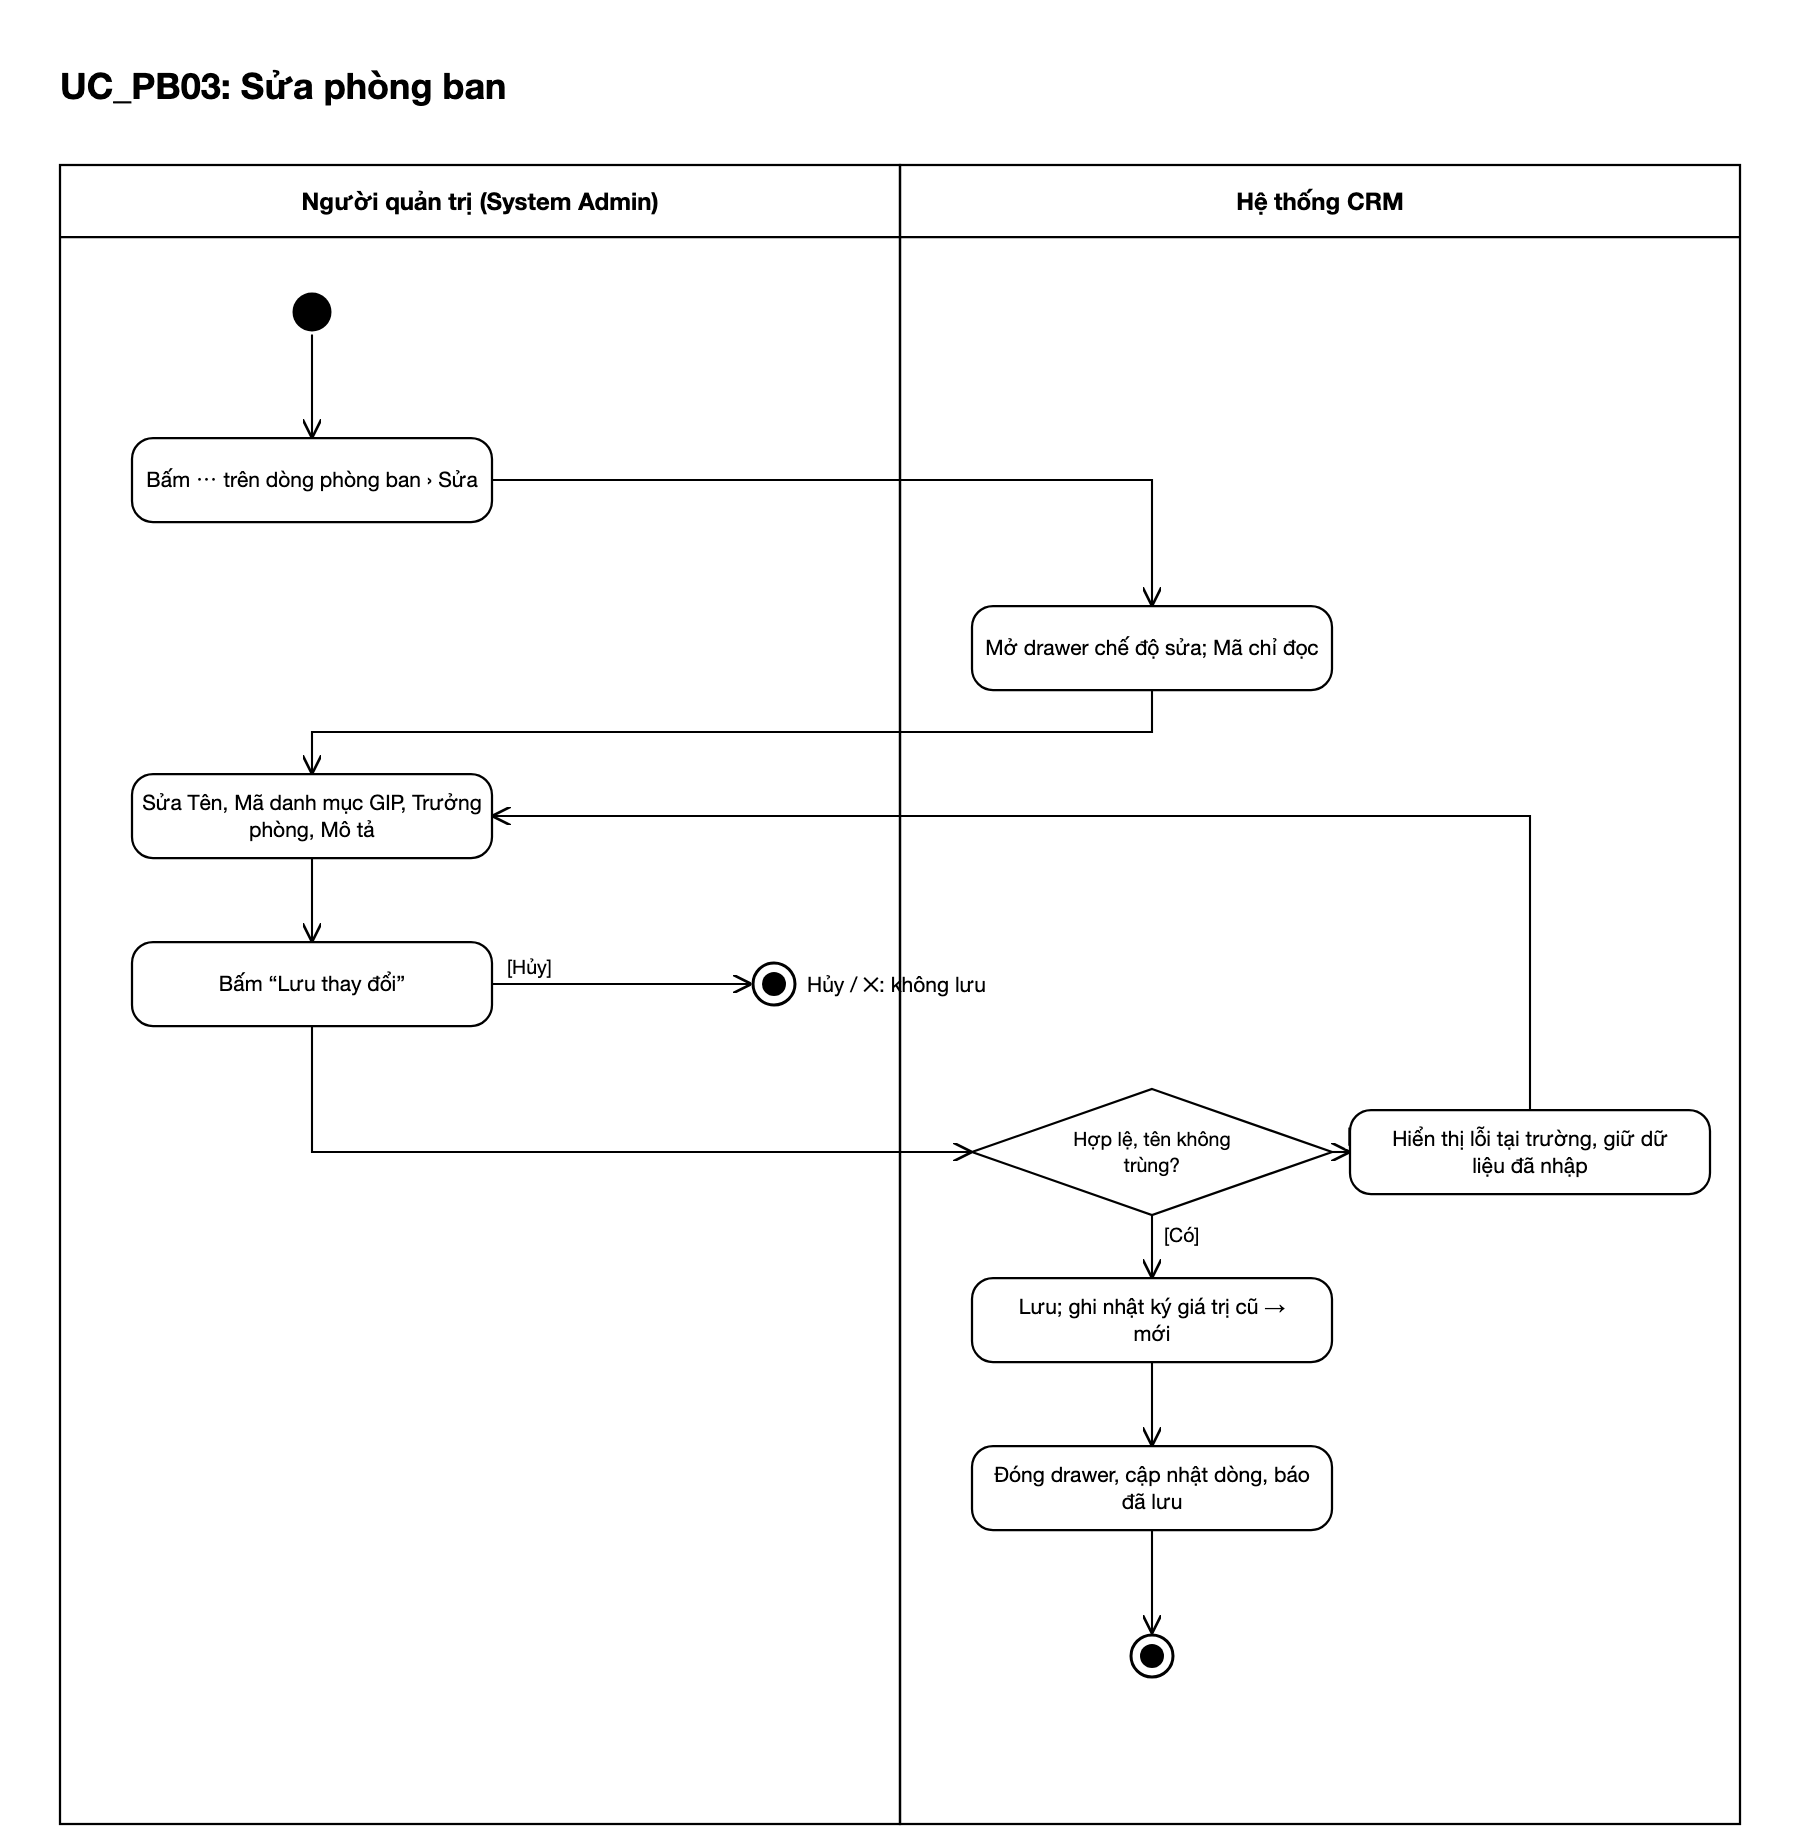 UC_PB03: Sửa phòng ban
Người quản trị (System Admin)
Hệ thống CRM
Bấm ··· trên dòng phòng ban › Sửa
Mở drawer chế độ sửa; Mã chỉ đọc
Sửa Tên, Mã danh mục GIP, Trưởng
phòng, Mô tả
Bấm “Lưu thay đổi”
[Hủy]
Hủy / ✕: không lưu
Hợp lệ, tên không
trùng?
Hiển thị lỗi tại trường, giữ dữ
liệu đã nhập
[Có]
Lưu; ghi nhật ký giá trị cũ →
mới
Đóng drawer, cập nhật dòng, báo
đã lưu